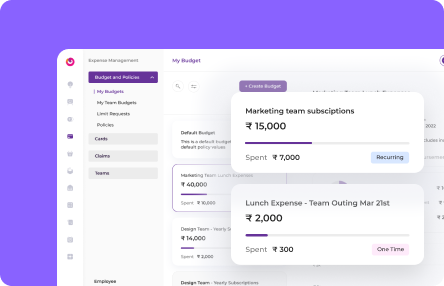 Expense Management
Budget and Policies
My Budgets
My Team Budgets
Limit Requests
Policies
Cards
Claims
Teams
Employee
My Budget
+ Create Budget
Default Budget
This is a default budget
default policy values
Marketing Team Lunch Expenses
₹ 40,000
Spent ₹ 10,000
Design Team - Yearly S
₹ 14,000
Spent ₹ 2,000
Design Team - Yearly Subscriptions
Marketing team subsciptions
₹ 15,000
Spent ₹ 7,000
Recurring
Lunch Expense - Team Outing Mar 21st
₹ 2,000
Spent ₹ 300
One Time
2022